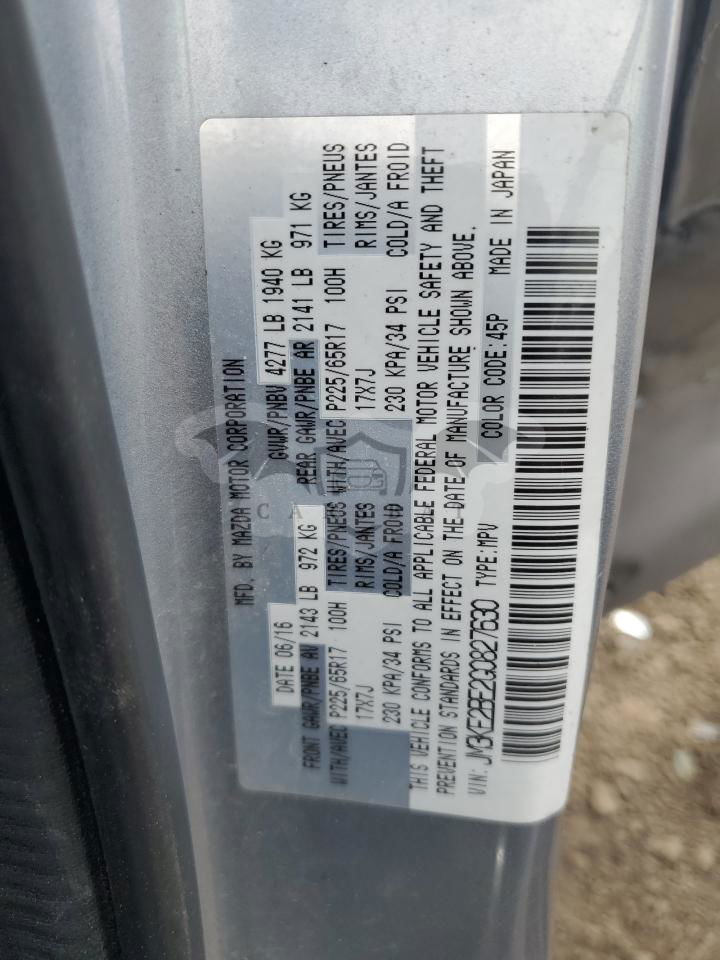 MFD. BY MAZDA MOTOR CORPORATION
DATE 06/16 GVWR/PNBV 4277 LB 1940 KG
FRONT GAWR/PNBE AV 2143 LB 972 KG REAR GAWR/PNBE AR 2141 LB 971 KG
TIRES/PNEUS TIRES/PNEUS
WITH/AVEC P225/65R17 100H WITH/AVEC P225/65R17 100H
RIMS/JANTES 17X7J RIMS/JANTES 17X7J
COLD/A FROID 230 KPA/34 PSI COLD/A FROID 230 KPA/34 PSI
THIS VEHICLE CONFORMS TO ALL APPLICABLE FEDERAL MOTOR VEHICLE SAFETY AND THEFT
PREVENTION STANDARDS IN EFFECT ON THE DATE OF MANUFACTURE SHOWN ABOVE.
VIN: JM3KE2BE2G0827630 TYPE:MPV COLOR CODE:45P MADE IN JAPAN